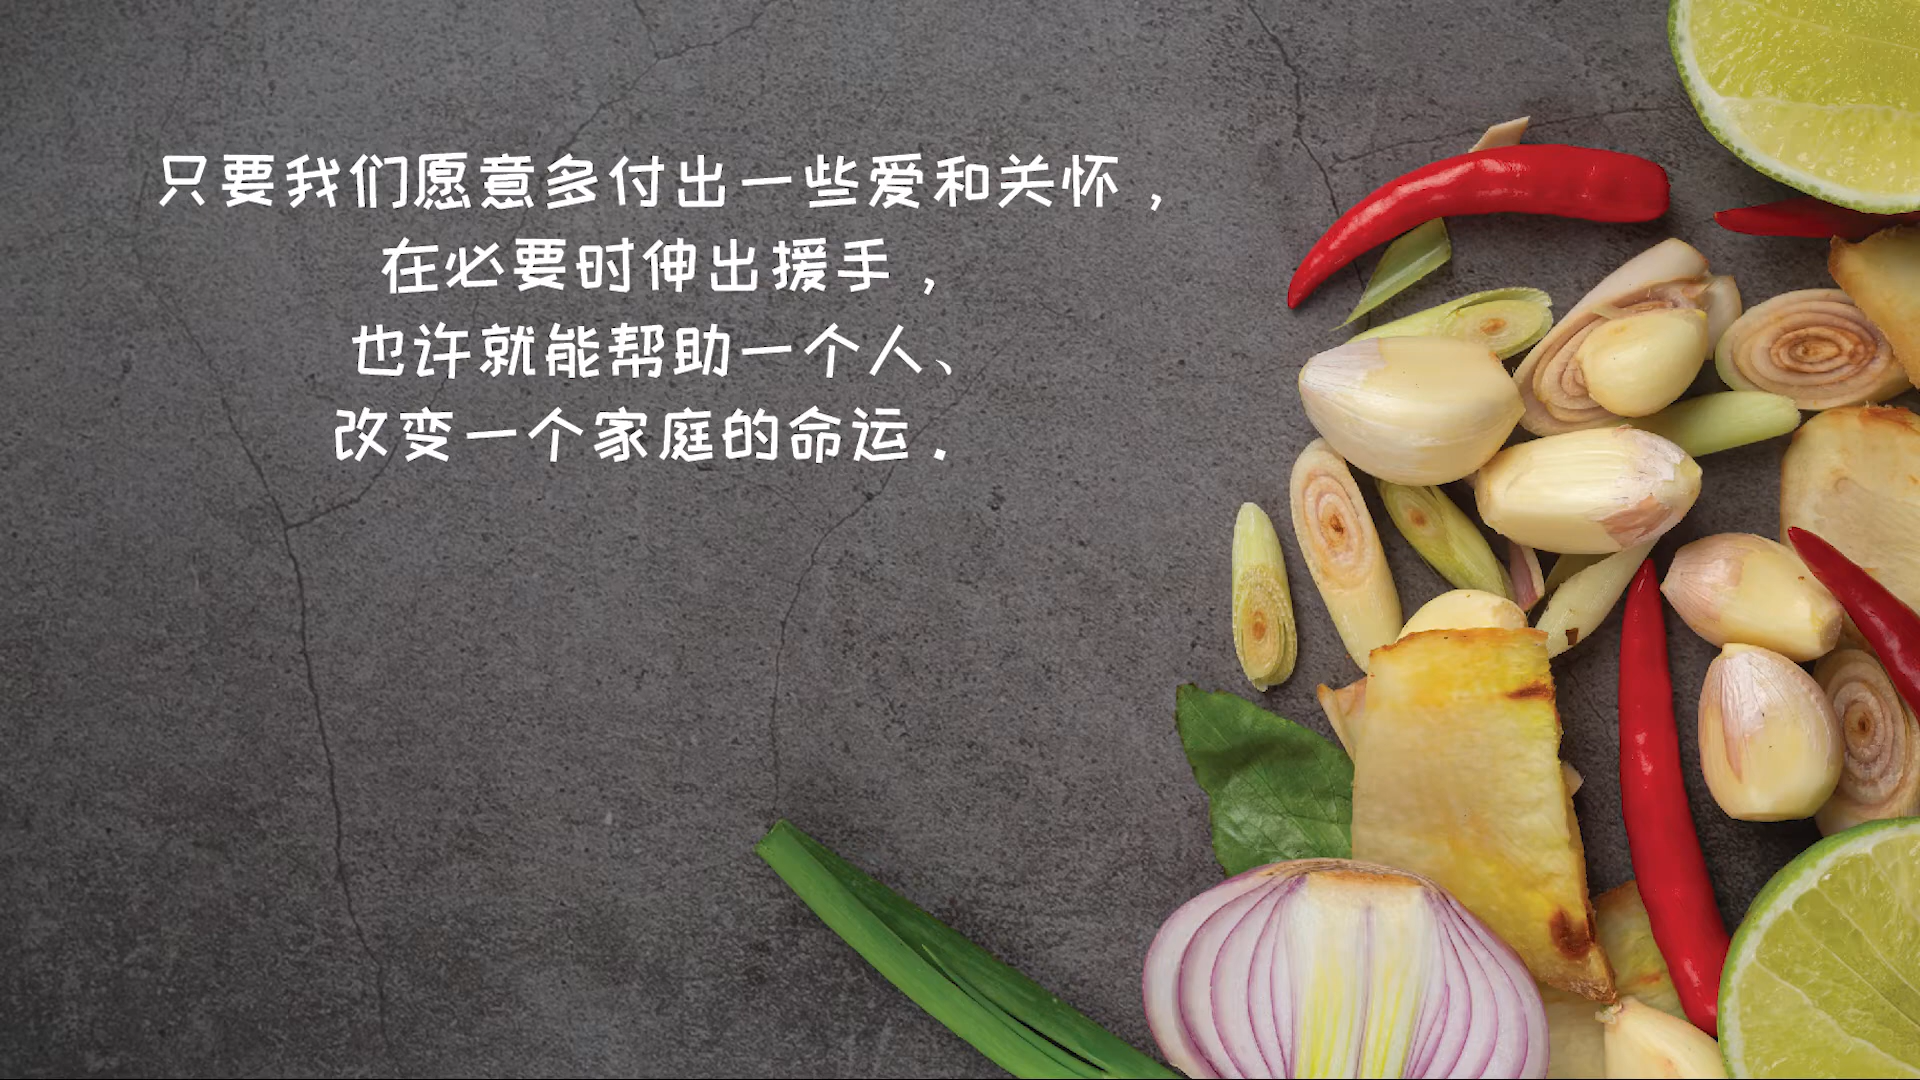 只要我们愿意多付出一些爱和关怀，
在必要时伸出援手，
也许就能帮助一个人、
改变一个家庭的命运．